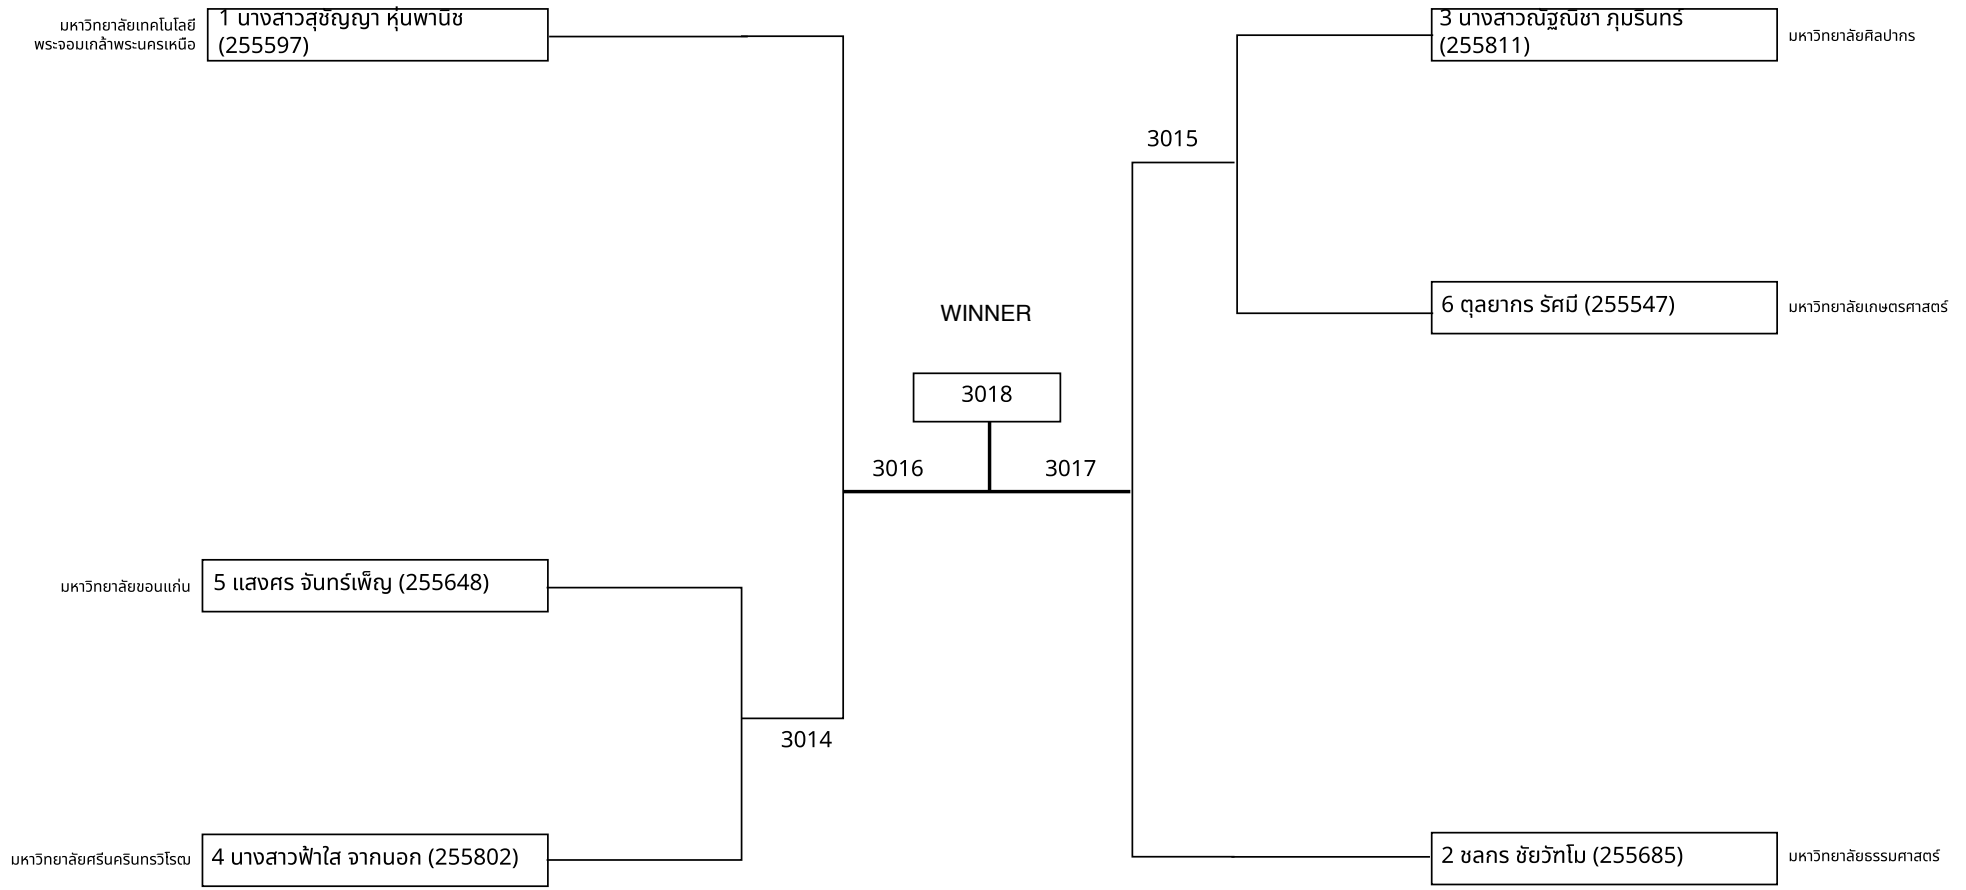 มหาวิทยาลัยเทคโนโลยี
พระจอมเกล้าพระนครเหนือ
1 นางสาวสุชัญญา หุ่นพานิช
(255597)
3 นางสาวณัฐณิชา ภุมรินทร์
(255811)
มหาวิทยาลัยศิลปากร
3015
6 ตุลยากร รัศมี (255547)
มหาวิทยาลัยเกษตรศาสตร์
WINNER
3018
3016
3017
มหาวิทยาลัยขอนแก่น
5 แสงศร จันทร์เพ็ญ (255648)
3014
มหาวิทยาลัยศรีนครินทรวิโรฒ
4 นางสาวฟ้าใส จากนอก (255802)
2 ชลกร ชัยวัฑโม (255685)
มหาวิทยาลัยธรรมศาสตร์